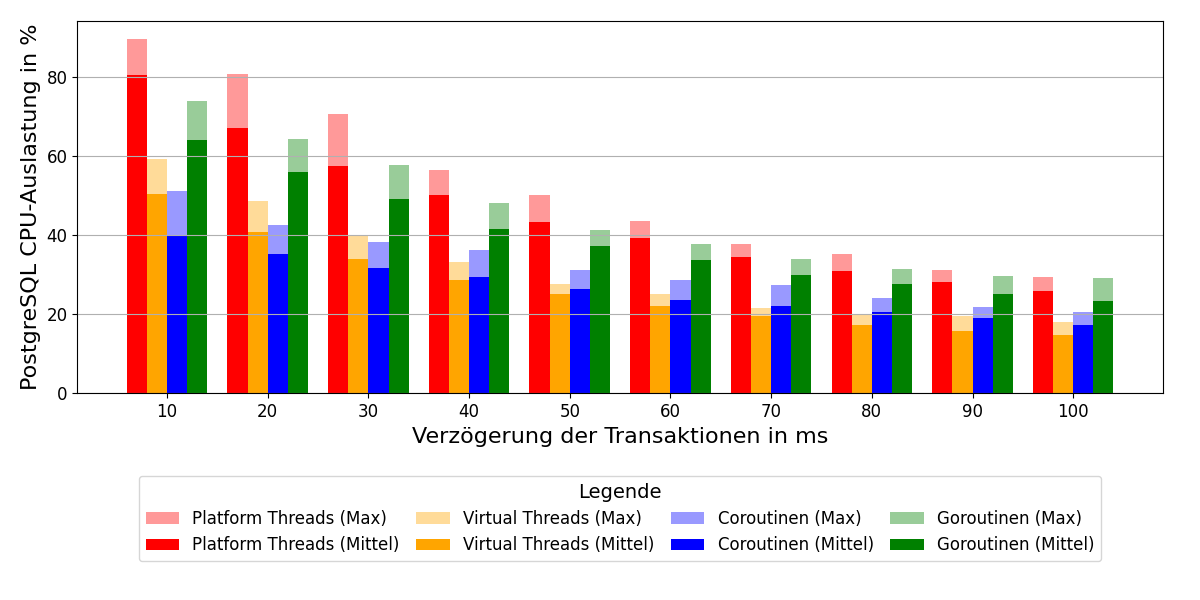 PostgreSQL CPU-Auslastung in %
80
60
40
20
0
10 20 30 40 50 60 70 80 90 100
Verzögerung der Transaktionen in ms
Legende
Platform Threads (Max) Virtual Threads (Max) Coroutinen (Max) Goroutinen (Max)
Platform Threads (Mittel) Virtual Threads (Mittel) Coroutinen (Mittel) Goroutinen (Mittel)